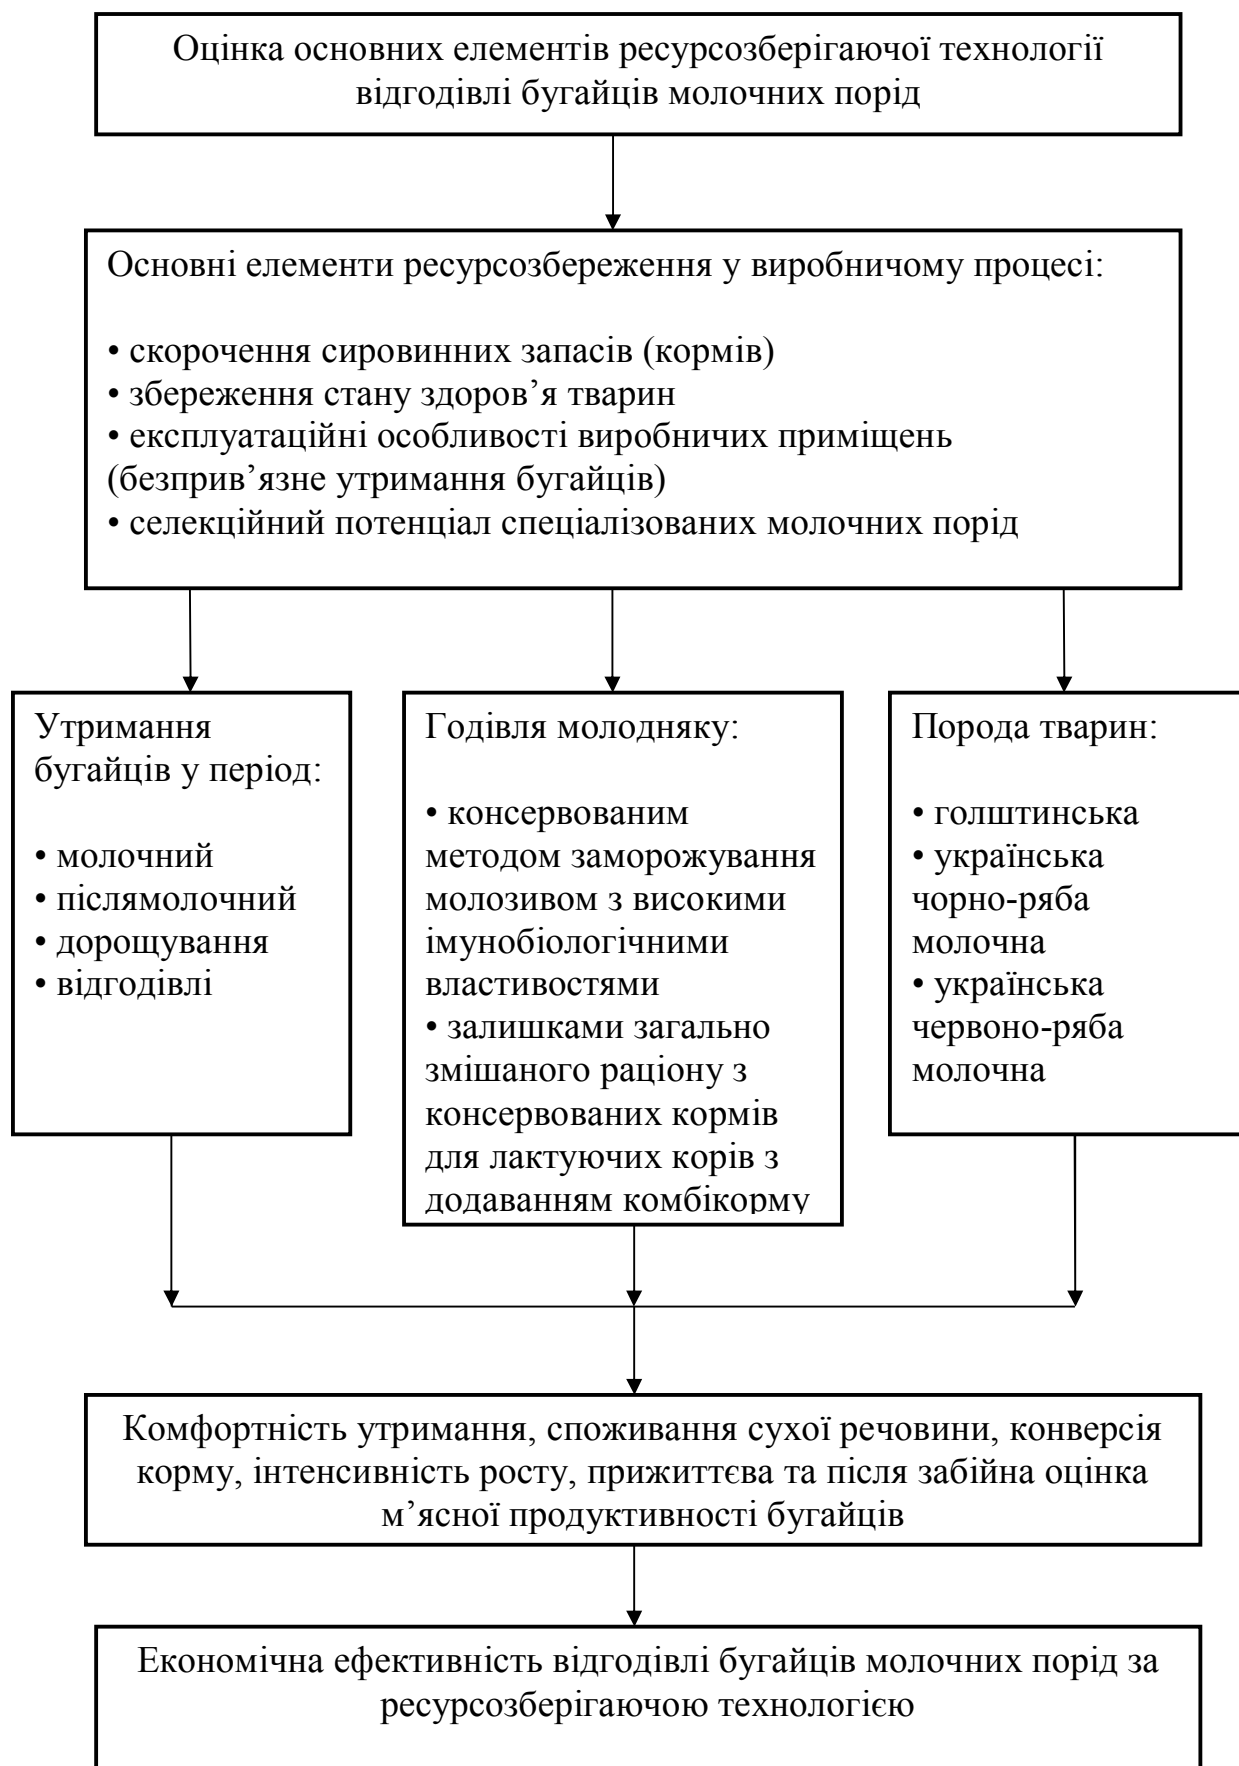 Оцінка основних елементів ресурсозберігаючої технології
відгодівлі бугайців молочних порід
Основні елементи ресурсозбереження у виробничому процесі:
• скорочення сировинних запасів (кормів)
• збереження стану здоров’я тварин
• експлуатаційні особливості виробничих приміщень
(безприв’язне утримання бугайців)
• селекційний потенціал спеціалізованих молочних порід
Утримання
бугайців у період:
• молочний
• післямолочний
• дорощування
• відгодівлі
Годівля молодняку:
• консервованим
методом заморожування
молозивом з високими
імунобіологічними
властивостями
• залишками загально
змішаного раціону з
консервованих кормів
для лактуючих корів з
додаванням комбікорму
Порода тварин:
• голштинська
• українська
чорно-ряба
молочна
• українська
червоно-ряба
молочна
Комфортність утримання, споживання сухої речовини, конверсія
корму, інтенсивність росту, прижиттєва та після забійна оцінка
м’ясної продуктивності бугайців
Економічна ефективність відгодівлі бугайців молочних порід за
ресурсозберігаючою технологією